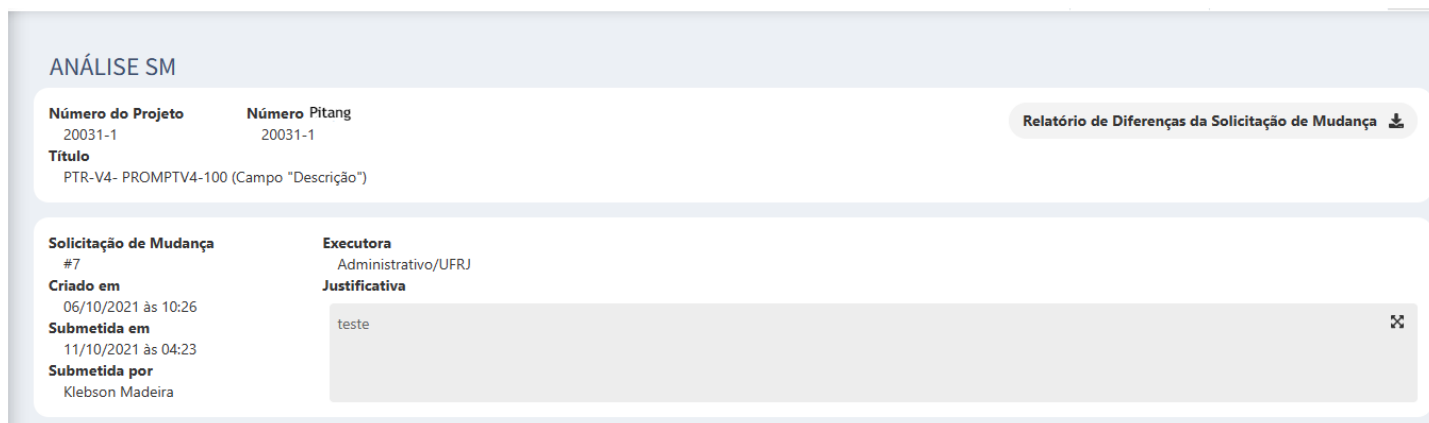 ANÁLISE SM
Número do Projeto Número Pitang
20031-1 20031-1
Relatório de Diferenças da Solicitação de Mudança
Título
PTR-V4- PROMPTV4-100 (Campo "Descrição")
Solicitação de Mudança
#7
Criado em
06/10/2021 às 10:26
Submetida em
11/10/2021 às 04:23
Submetida por
Klebson Madeira
Executora
Administrativo/UFRJ
Justificativa
teste